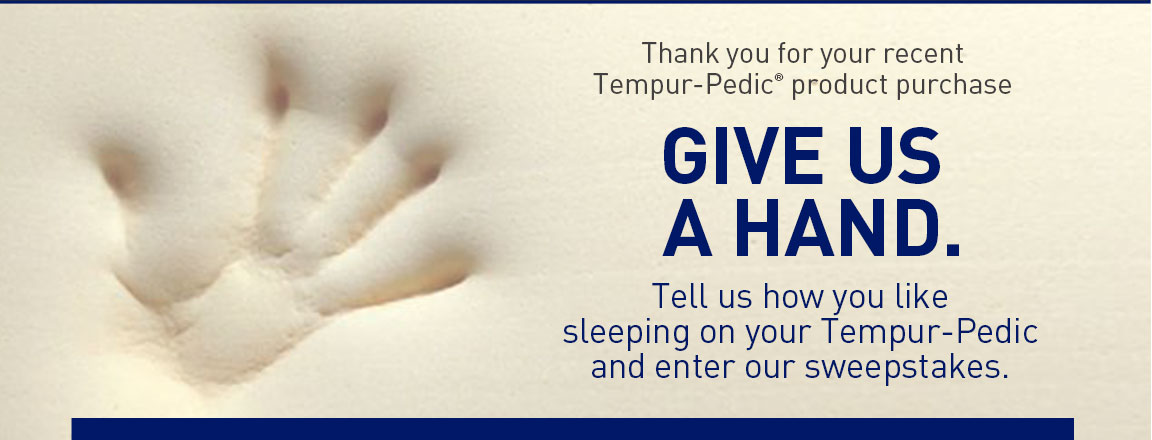 Thank you for your recent
Tempur-Pedic® product purchase
GIVE US
A HAND.
Tell us how you like
sleeping on your Tempur-Pedic
and enter our sweepstakes.